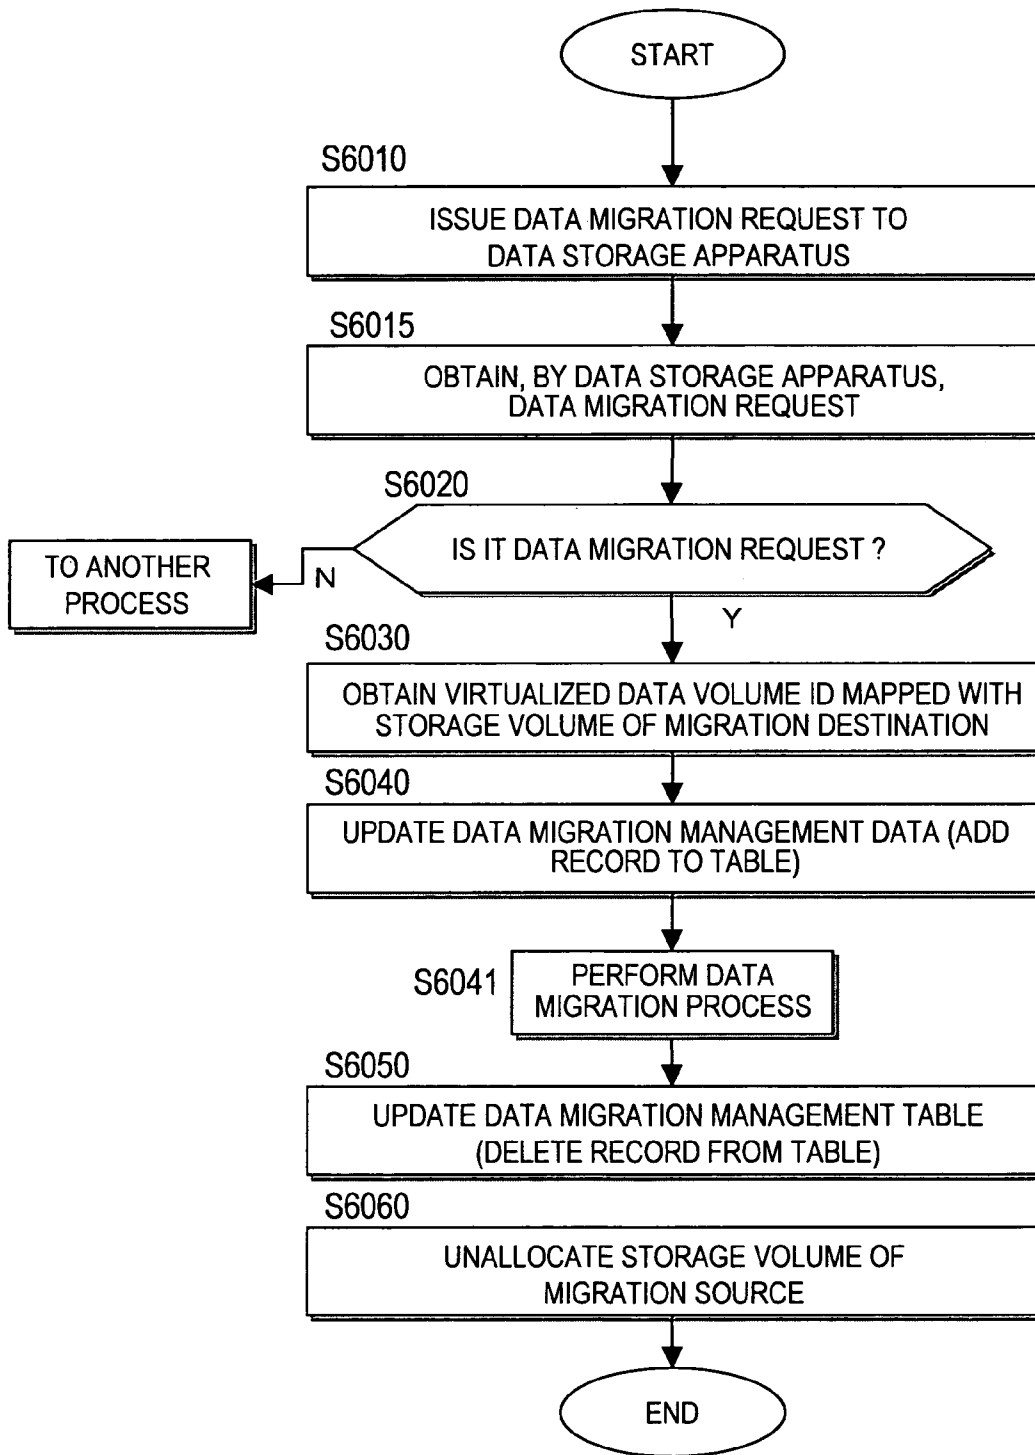 START
S6010
ISSUE DATA MIGRATION REQUEST TO
DATA STORAGE APPARATUS
S6015
OBTAIN, BY DATA STORAGE APPARATUS,
DATA MIGRATION REQUEST
S6020
IS IT DATA MIGRATION REQUEST ?
TO ANOTHER
PROCESS
N
Y
S6030
OBTAIN VIRTUALIZED DATA VOLUME ID MAPPED WITH
STORAGE VOLUME OF MIGRATION DESTINATION
S6040
UPDATE DATA MIGRATION MANAGEMENT DATA (ADD
RECORD TO TABLE)
S6041
PERFORM DATA
MIGRATION PROCESS
S6050
UPDATE DATA MIGRATION MANAGEMENT TABLE
(DELETE RECORD FROM TABLE)
S6060
UNALLOCATE STORAGE VOLUME OF
MIGRATION SOURCE
END